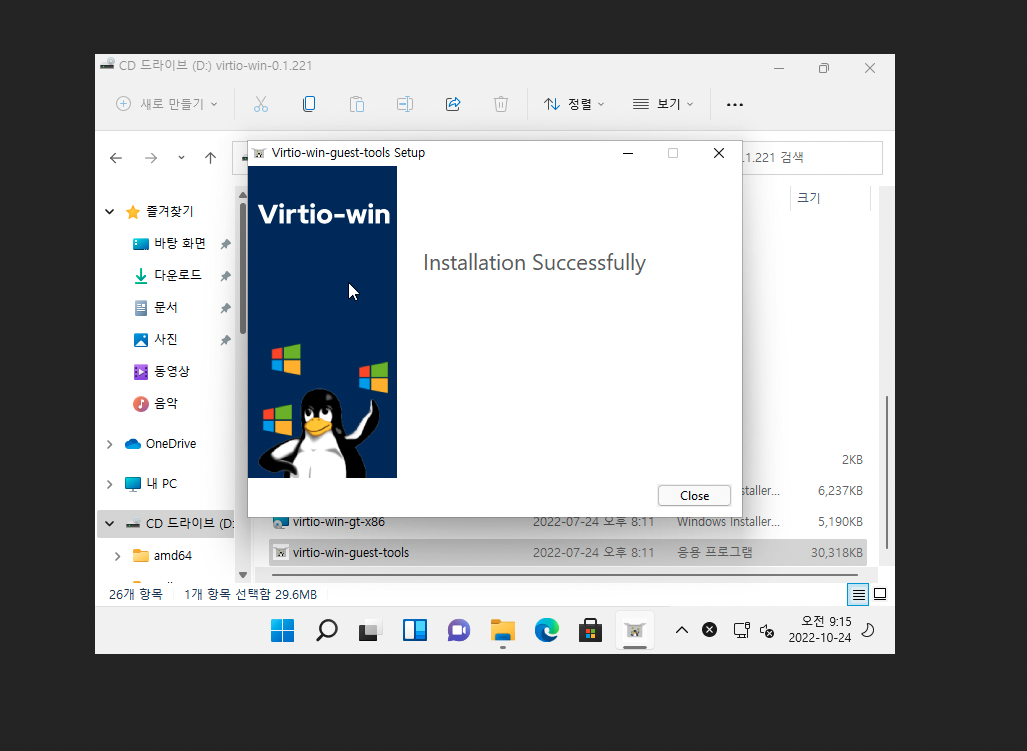 CD 드라이브 (D:) virtio-win-0.1.221
새로 만들기
정렬
보기
Virtio-win-guest-tools Setup
.1.221 검색
Virtio-win
Installation Successfully
Close
크기
즐겨찾기
바탕 화면
다운로드
문서
사진
동영상
음악
OneDrive
내 PC
CD 드라이브 (D:
amd64
2KB
staller... 6,237KB
virtio-win-gt-x86 2022-07-24 오후 8:11 Windows Installer... 5,190KB
virtio-win-guest-tools 2022-07-24 오후 8:11 응용 프로그램 30,318KB
26개 항목 1개 항목 선택함 29.6MB
오전 9:15
2022-10-24